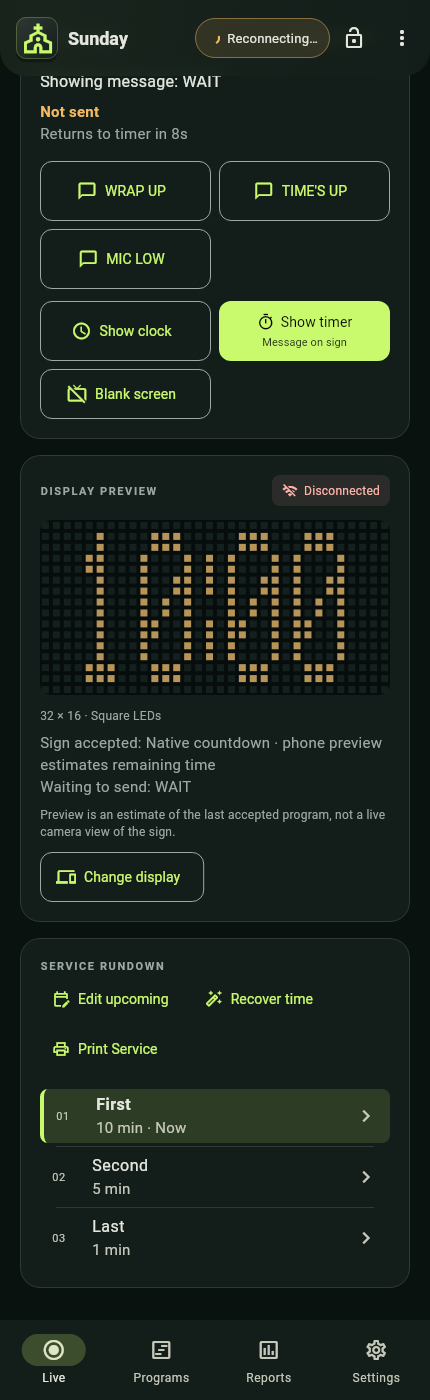 Sunday
Reconnecting…
Showing message: WAIT
Not sent
Returns to timer in 8s
WRAP UP
TIME'S UP
MIC LOW
Show clock
Show timer
Message on sign
Blank screen
DISPLAY PREVIEW
Disconnected
10:00
32 × 16 · Square LEDs
Sign accepted: Native countdown · phone preview
estimates remaining time
Waiting to send: WAIT
Preview is an estimate of the last accepted program, not a live
camera view of the sign.
Change display
SERVICE RUNDOWN
Edit upcoming
Recover time
Print Service
01
First
10 min · Now
02
Second
5 min
03
Last
1 min
Live
Programs
Reports
Settings